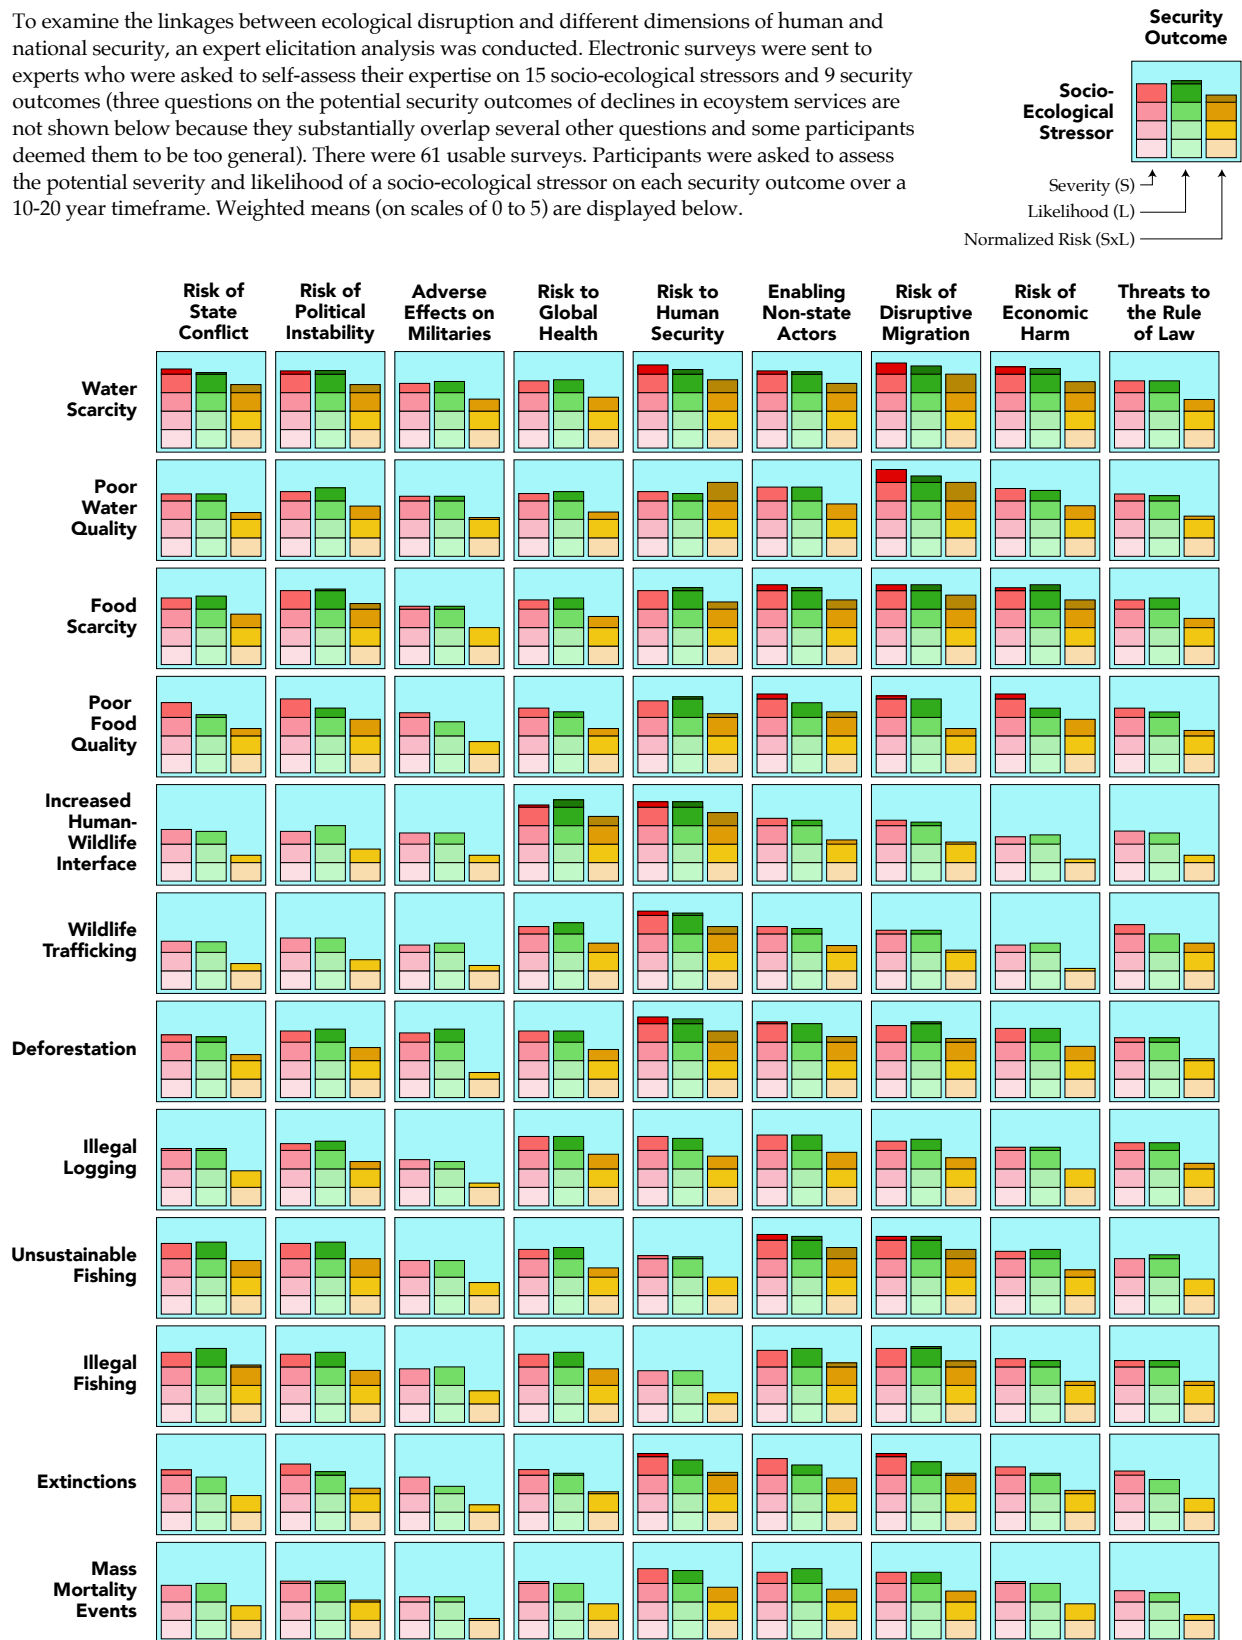 To examine the linkages between ecological disruption and different dimensions of human and
national security, an expert elicitation analysis was conducted. Electronic surveys were sent to
experts who were asked to self-assess their expertise on 15 socio-ecological stressors and 9 security
outcomes (three questions on the potential security outcomes of declines in ecoystem services are
not shown below because they substantially overlap several other questions and some participants
deemed them to be too general). There were 61 usable surveys. Participants were asked to assess
the potential severity and likelihood of a socio-ecological stressor on each security outcome over a
10-20 year timeframe. Weighted means (on scales of 0 to 5) are displayed below.
Security
Outcome
Socio-
Ecological
Stressor
Severity (S)
Likelihood (L)
Normalized Risk (SxL)
Risk of
State
Conflict
Risk of
Political
Instability
Adverse
Effects on
Militaries
Risk to
Global
Health
Risk to
Human
Security
Enabling
Non-state
Actors
Risk of
Disruptive
Migration
Risk of
Economic
Harm
Threats to
the Rule
of Law
Water
Scarcity
Poor
Water
Quality
Food
Scarcity
Poor
Food
Quality
Increased
Human-
Wildlife
Interface
Wildlife
Trafficking
Deforestation
Illegal
Logging
Unsustainable
Fishing
Illegal
Fishing
Extinctions
Mass
Mortality
Events